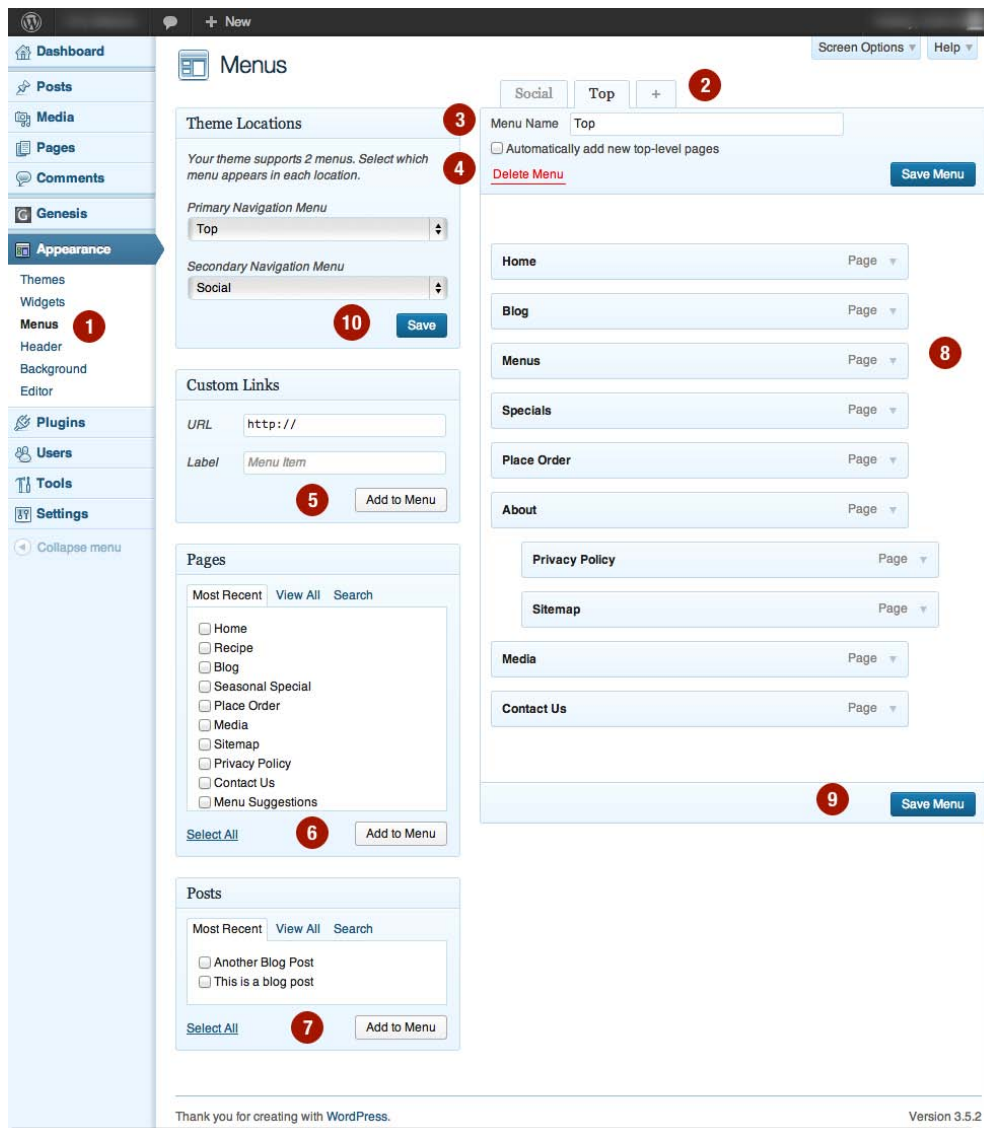 + New
Dashboard
Posts
Media
Pages
Comments
Genesis
Appearance
Themes
Widgets
Menus
1
Header
Background
Editor
Plugins
Users
Tools
Settings
Collapse menu
Screen Options
Help
Menus
Theme Locations
Your theme supports 2 menus. Select which
menu appears in each location.
Primary Navigation Menu
Top
Secondary Navigation Menu
Social
10
Save
Custom Links
URL http://
Label Menu Item
5
Add to Menu
Pages
Most Recent View All Search
Home
Recipe
Blog
Seasonal Special
Place Order
Media
Sitemap
Privacy Policy
Contact Us
Menu Suggestions
Select All
6
Add to Menu
Posts
Most Recent View All Search
Another Blog Post
This is a blog post
Select All
7
Add to Menu
Social Top +
2
3
Menu Name Top
Automatically add new top-level pages
4
Delete Menu
Save Menu
Home Page
Blog Page
Menus Page
8
Specials Page
Place Order Page
About Page
Privacy Policy Page
Sitemap Page
Media Page
Contact Us Page
9
Save Menu
Thank you for creating with WordPress.
Version 3.5.2